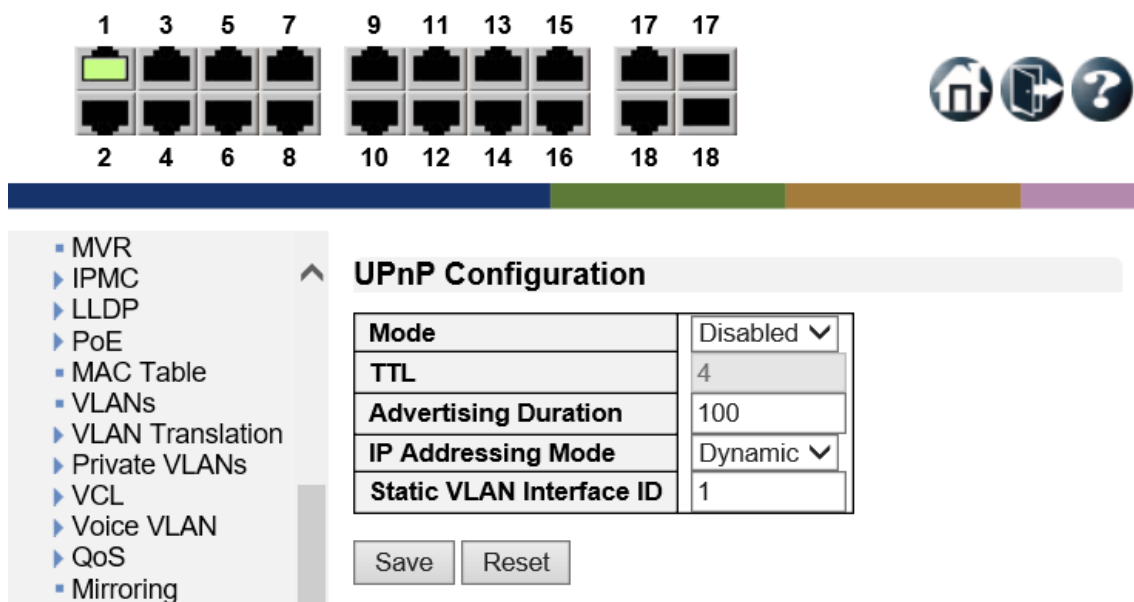 1 3 5 7 9 11 13 15 17 17
2 4 6 8 10 12 14 16 18 18
?
MVR
IPMC
LLDP
PoE
MAC Table
VLANs
VLAN Translation
Private VLANs
VCL
Voice VLAN
QoS
Mirroring
UPnP Configuration
Mode Disabled
TTL 4
Advertising Duration 100
IP Addressing Mode Dynamic
Static VLAN Interface ID 1
Save Reset